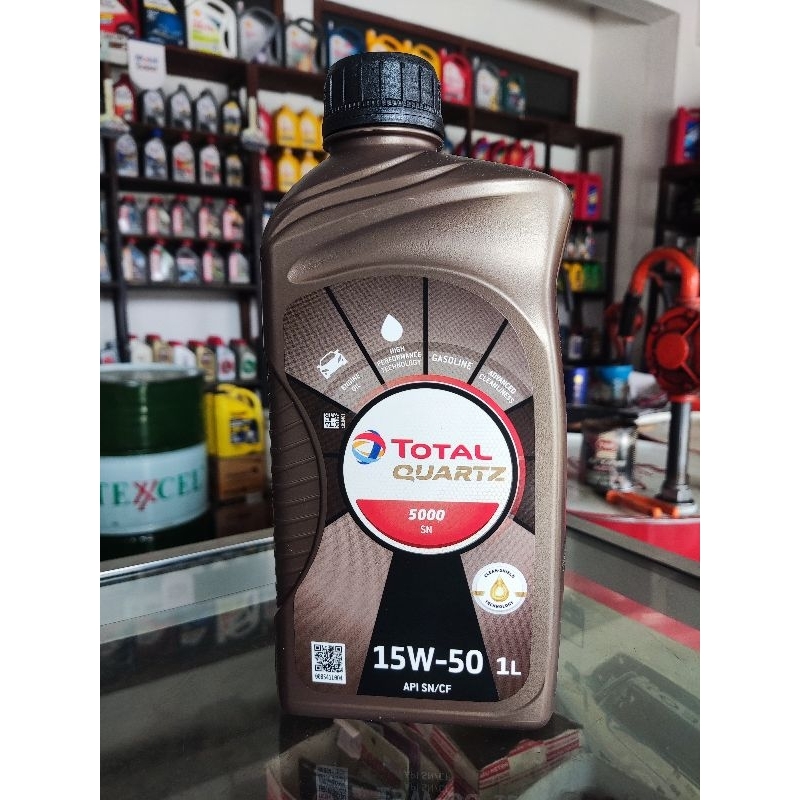 ENGINE
OIL
HIGH
PERFORMANCE
TECHNOLOGY
GASOLINE
ADVANCED
CLEANLINESS
TOTAL
QUARTZ
5000
SN
CLEAN-SHIELD
TECHNOLOGY
15W-50 1L
API SN/CF
TEXXCEL